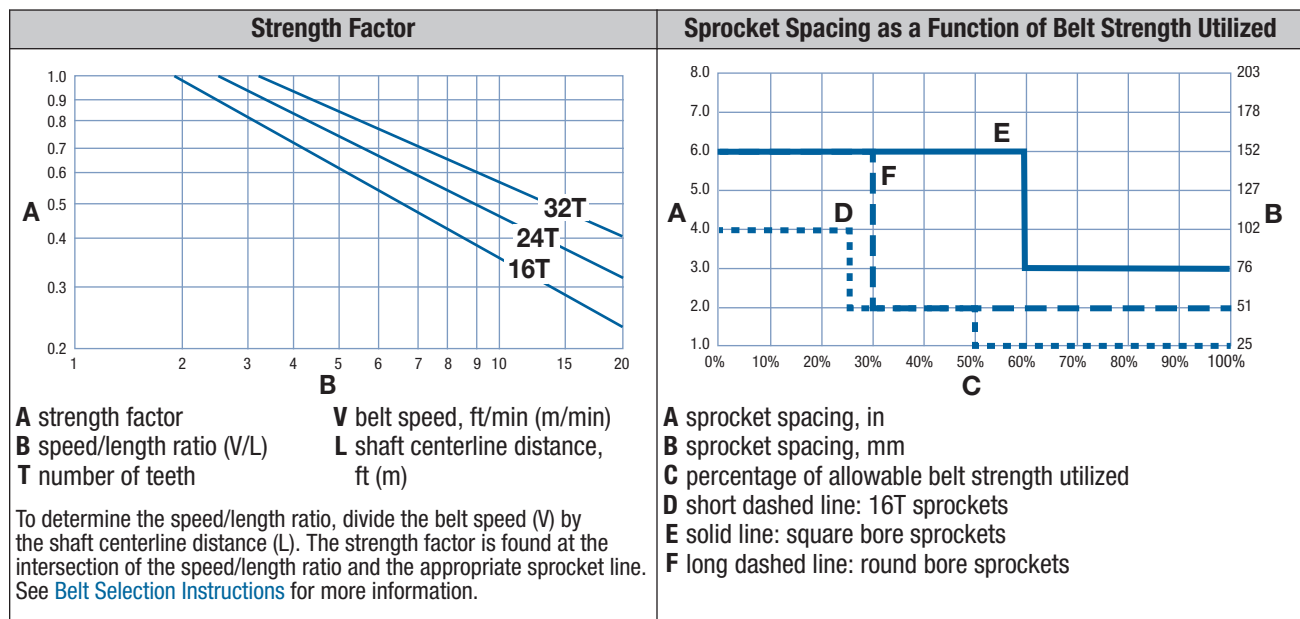 Strength Factor
1.0
0.9
0.8
0.7
0.6
0.5
0.4
0.3
0.2
A
32T
24T
16T
1 2 3 4 5 6 7 8 9 10 15 20
B
A strength factor
B speed/length ratio (V/L)
T number of teeth
V belt speed, ft/min (m/min)
L shaft centerline distance,
ft (m)
To determine the speed/length ratio, divide the belt speed (V) by
the shaft centerline distance (L). The strength factor is found at the
intersection of the speed/length ratio and the appropriate sprocket line.
See Belt Selection Instructions for more information.
Sprocket Spacing as a Function of Belt Strength Utilized
8.0
7.0
6.0
5.0
4.0
3.0
2.0
1.0
A
E
F
D
203
178
152
127
102
76
51
25
B
0% 10% 20% 30% 40% 50% 60% 70% 80% 90% 100%
C
A sprocket spacing, in
B sprocket spacing, mm
C percentage of allowable belt strength utilized
D short dashed line: 16T sprockets
E solid line: square bore sprockets
F long dashed line: round bore sprockets